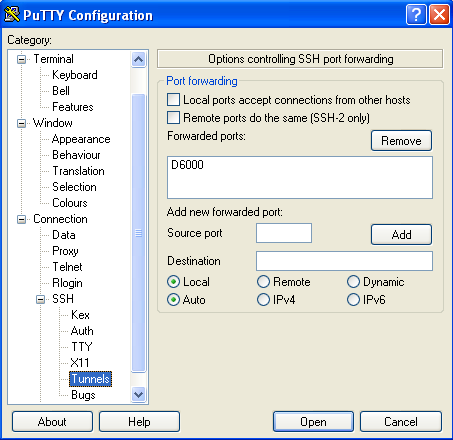 PuTTY Configuration
Category:
Terminal
Keyboard
Bell
Features
Window
Appearance
Behaviour
Translation
Selection
Colours
Connection
Data
Proxy
Telnet
Rlogin
SSH
Kex
Auth
TTY
X11
Tunnels
Bugs
Options controlling SSH port forwarding
Port forwarding
Local ports accept connections from other hosts
Remote ports do the same (SSH-2 only)
Forwarded ports:
Remove
D6000
Add new forwarded port:
Source port
Add
Destination
Local Remote Dynamic
Auto IPv4 IPv6
About Help Open Cancel